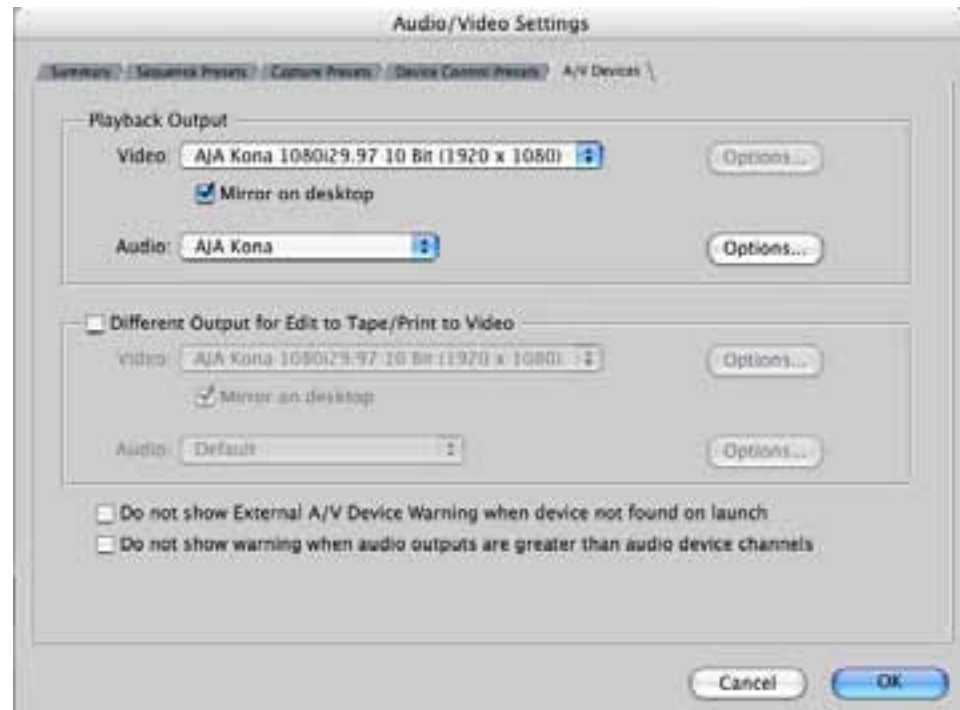 Audio/Video Settings
Summary Sequence Presets Capture Presets Device Control Presets A/V Devices
Playback Output
Video: AJA Kona 1080i29.97 10 Bit (1920 x 1080) Options...
Mirror on desktop
Audio: AJA Kona Options...
Different Output for Edit to Tape/Print to Video
Video: AJA Kona 1080i29.97 10 Bit (1920 x 1080) Options...
Mirror on desktop
Audio: Default Options...
Do not show External A/V Device Warning when device not found on launch
Do not show warning when audio outputs are greater than audio device channels
Cancel OK